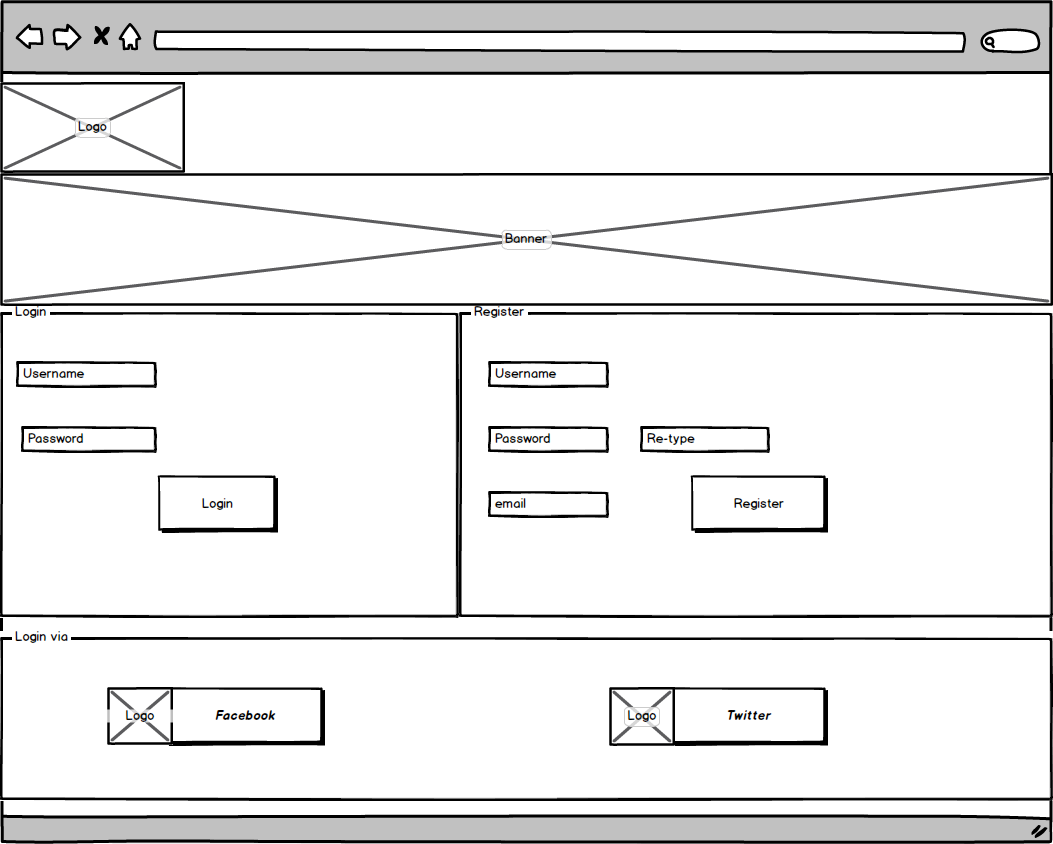 Logo
Banner
Login
Username
Password
Login
Register
Username
Password
Re-type
email
Register
Login via
Logo
Facebook
Logo
Twitter